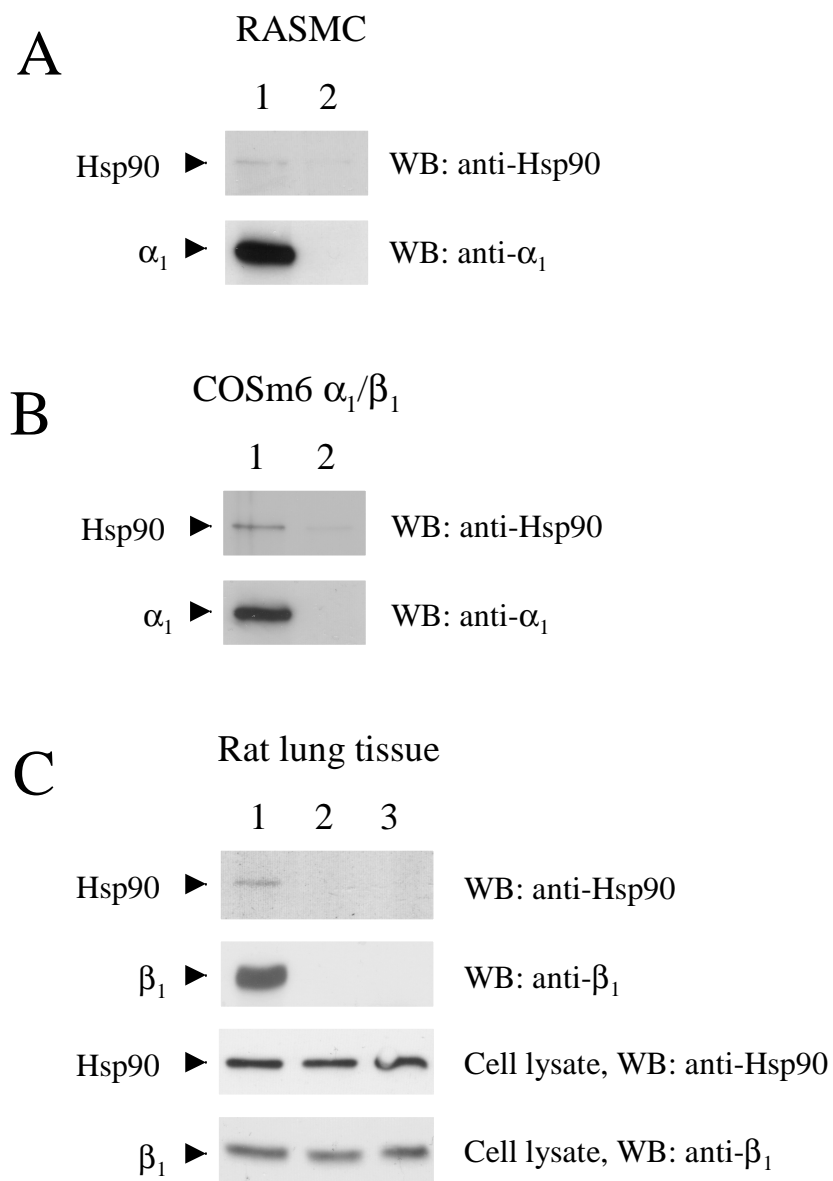 A
RASMC
1 2
Hsp90 WB: anti-Hsp90
α₁ WB: anti-α₁
B
COSm6 α₁/β₁
1 2
Hsp90 WB: anti-Hsp90
α₁ WB: anti-α₁
C
Rat lung tissue
1 2 3
Hsp90 WB: anti-Hsp90
β₁ WB: anti-β₁
Hsp90 Cell lysate, WB: anti-Hsp90
β₁ Cell lysate, WB: anti-β₁